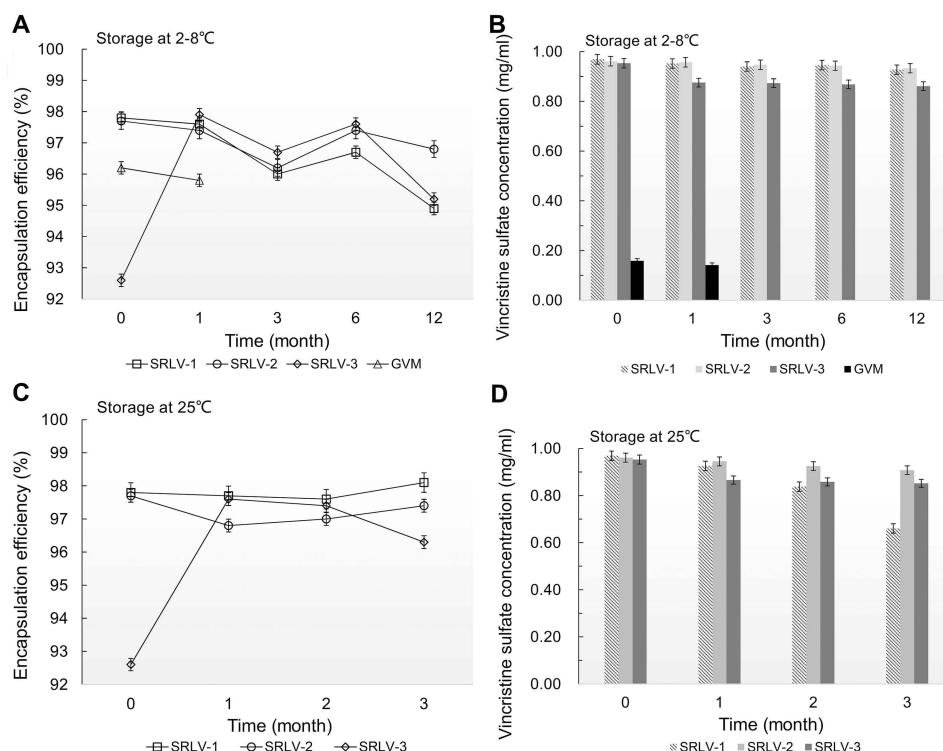 A
Storage at 2-8℃
Encapsulation efficiency (%)
100
99
98
97
96
95
94
93
92
0 1 3 6 12
Time (month)
SRLV-1 SRLV-2 SRLV-3 GVM
B
Storage at 2-8℃
Vincristine sulfate concentration (mg/ml)
1.00
0.80
0.60
0.40
0.20
0.00
0 1 3 6 12
Time (month)
SRLV-1 SRLV-2 SRLV-3 GVM
C
Storage at 25℃
Encapsulation efficiency (%)
100
99
98
97
96
95
94
93
92
0 1 2 3
Time (month)
SRLV-1 SRLV-2 SRLV-3
D
Storage at 25℃
Vincristine sulfate concentration (mg/ml)
1.00
0.80
0.60
0.40
0.20
0.00
0 1 2 3
Time (month)
SRLV-1 SRLV-2 SRLV-3